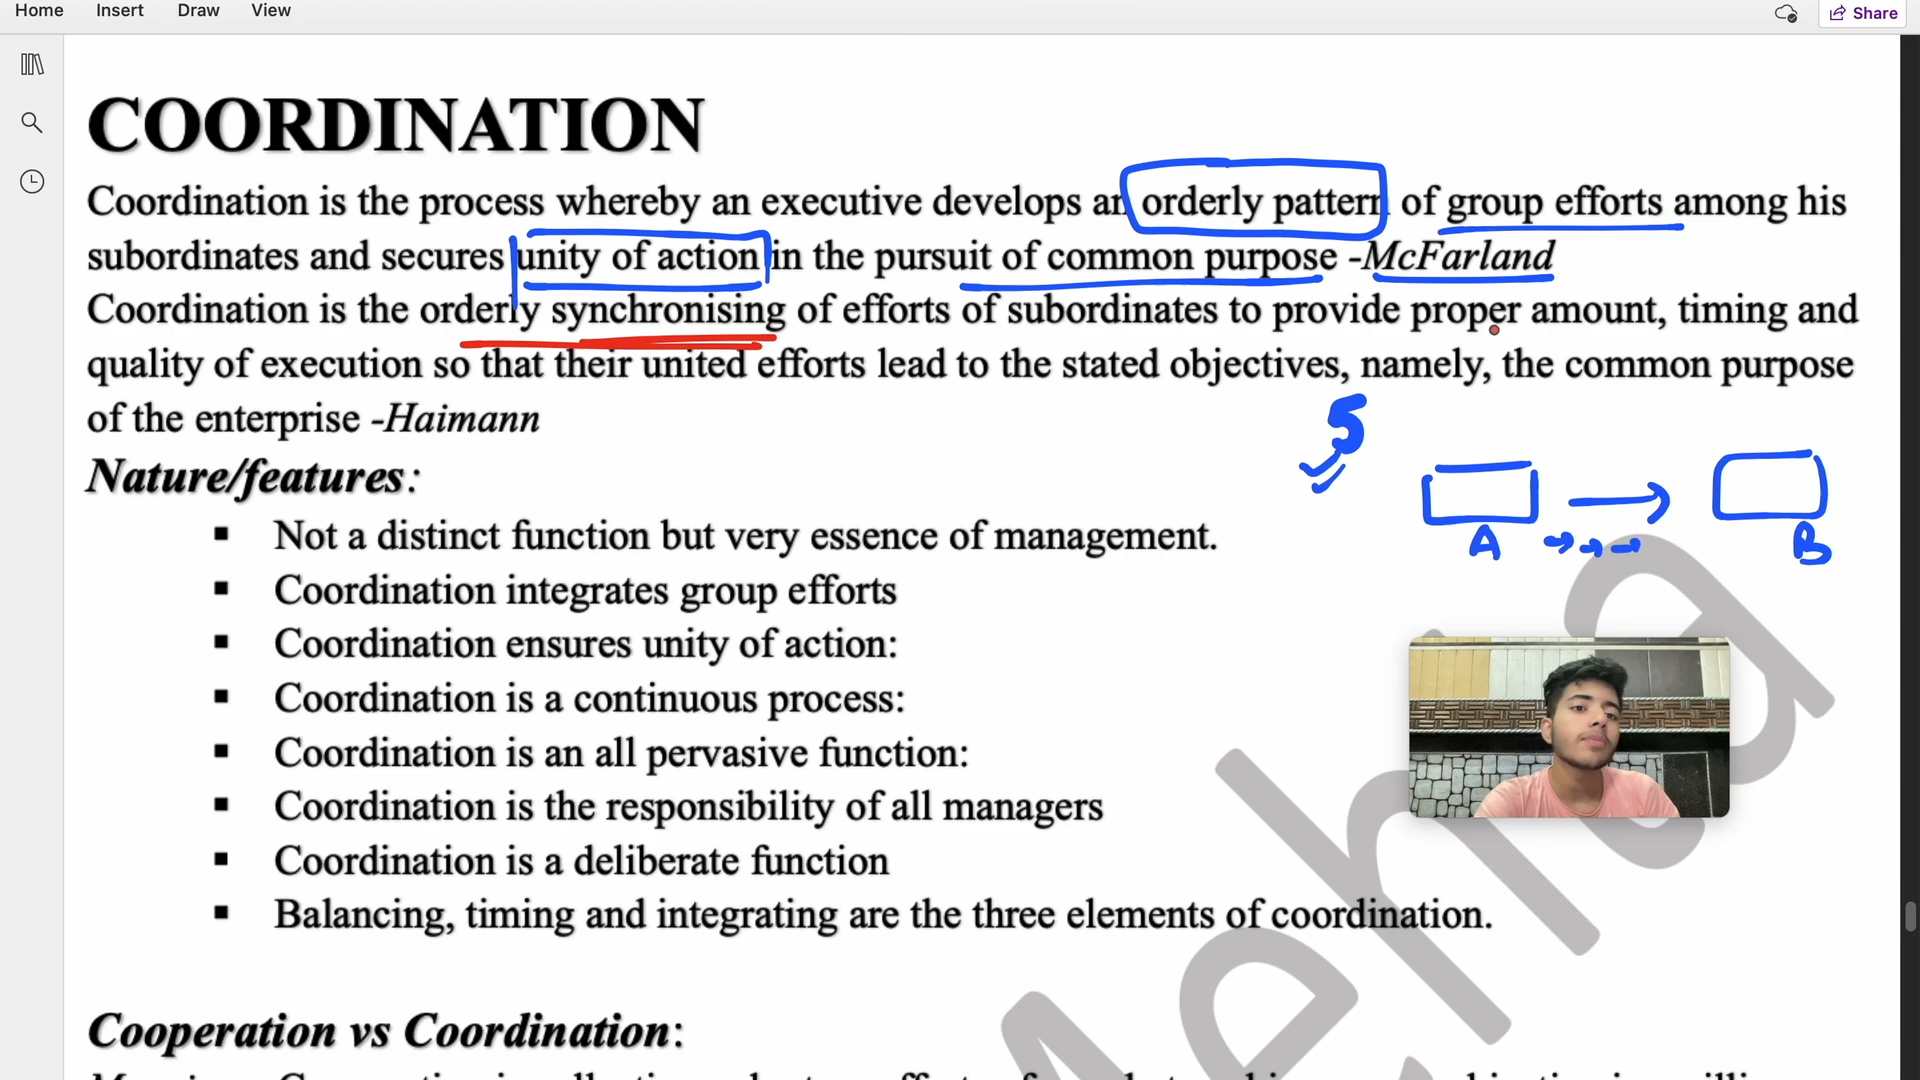 Home Insert Draw View Share
COORDINATION
Coordination is the process whereby an executive develops an orderly pattern of group efforts among his
subordinates and secures unity of action in the pursuit of common purpose -McFarland
Coordination is the orderly synchronising of efforts of subordinates to provide proper amount, timing and
quality of execution so that their united efforts lead to the stated objectives, namely, the common purpose
of the enterprise -Haimann
5
Nature/features:
A B
Not a distinct function but very essence of management.
Coordination integrates group efforts
Coordination ensures unity of action:
Coordination is a continuous process:
Coordination is an all pervasive function:
Coordination is the responsibility of all managers
Coordination is a deliberate function
Balancing, timing and integrating are the three elements of coordination.
Cooperation vs Coordination: